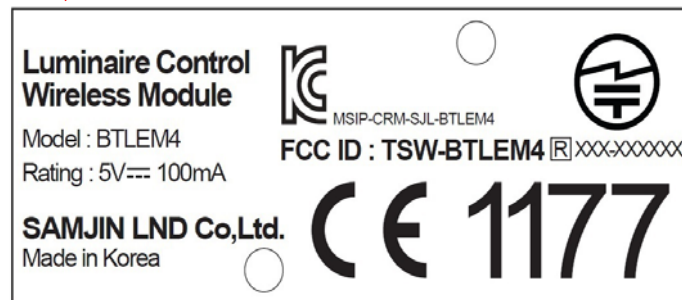 Luminaire Control
Wireless Module
Model : BTLEM4
Rating : 5V⎓ 100mA
SAMJIN LND Co,Ltd.
Made in Korea
MSIP-CRM-SJL-BTLEM4
FCC ID : TSW-BTLEM4 R XXX-XXXXXX
CE 1177